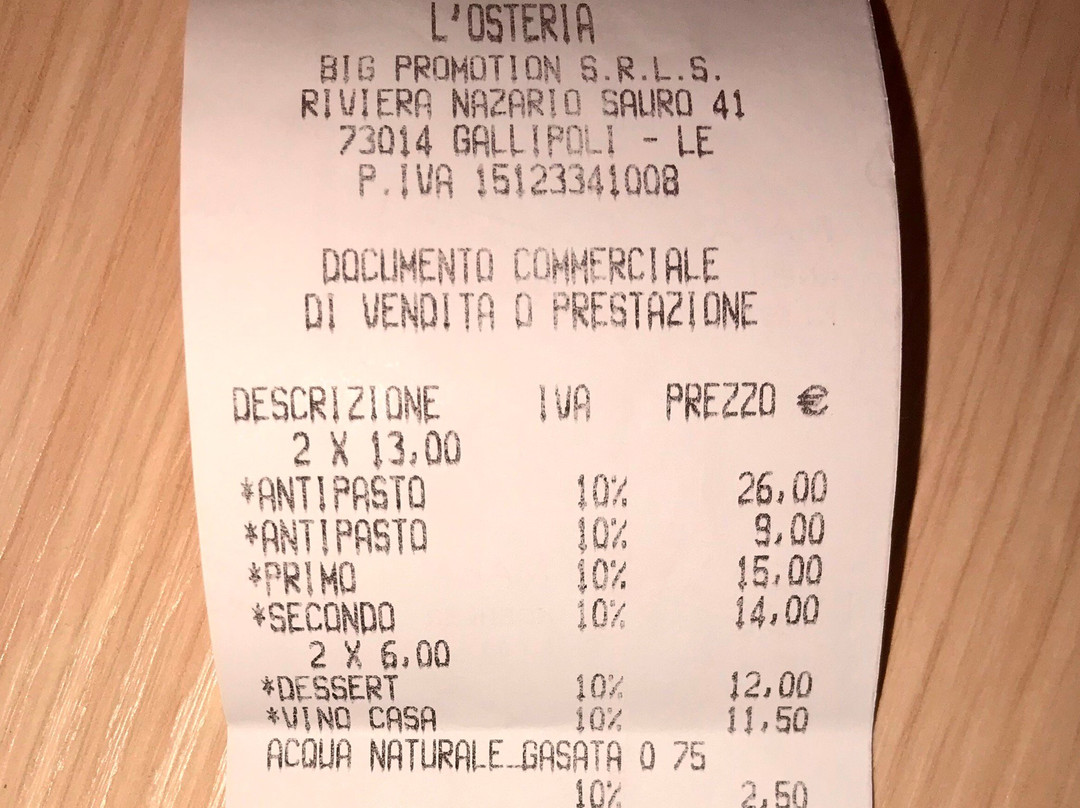 L'OSTERIA
BIG PROMOTION S.R.L.S.
RIVIERA NAZARIO SAURO 41
73014 GALLIPOLI - LE
P.IVA 15123341008
DOCUMENTO COMMERCIALE
DI VENDITA O PRESTAZIONE
DESCRIZIONE IVA PREZZO €
2 X 13,00
*ANTIPASTO 10% 26,00
*ANTIPASTO 10% 9,00
*PRIMO 10% 15,00
*SECONDO 10% 14,00
2 X 6,00
*DESSERT 10% 12,00
*VINO CASA 10% 11,50
ACQUA NATURALE_GASATA 0 75
10% 2,50